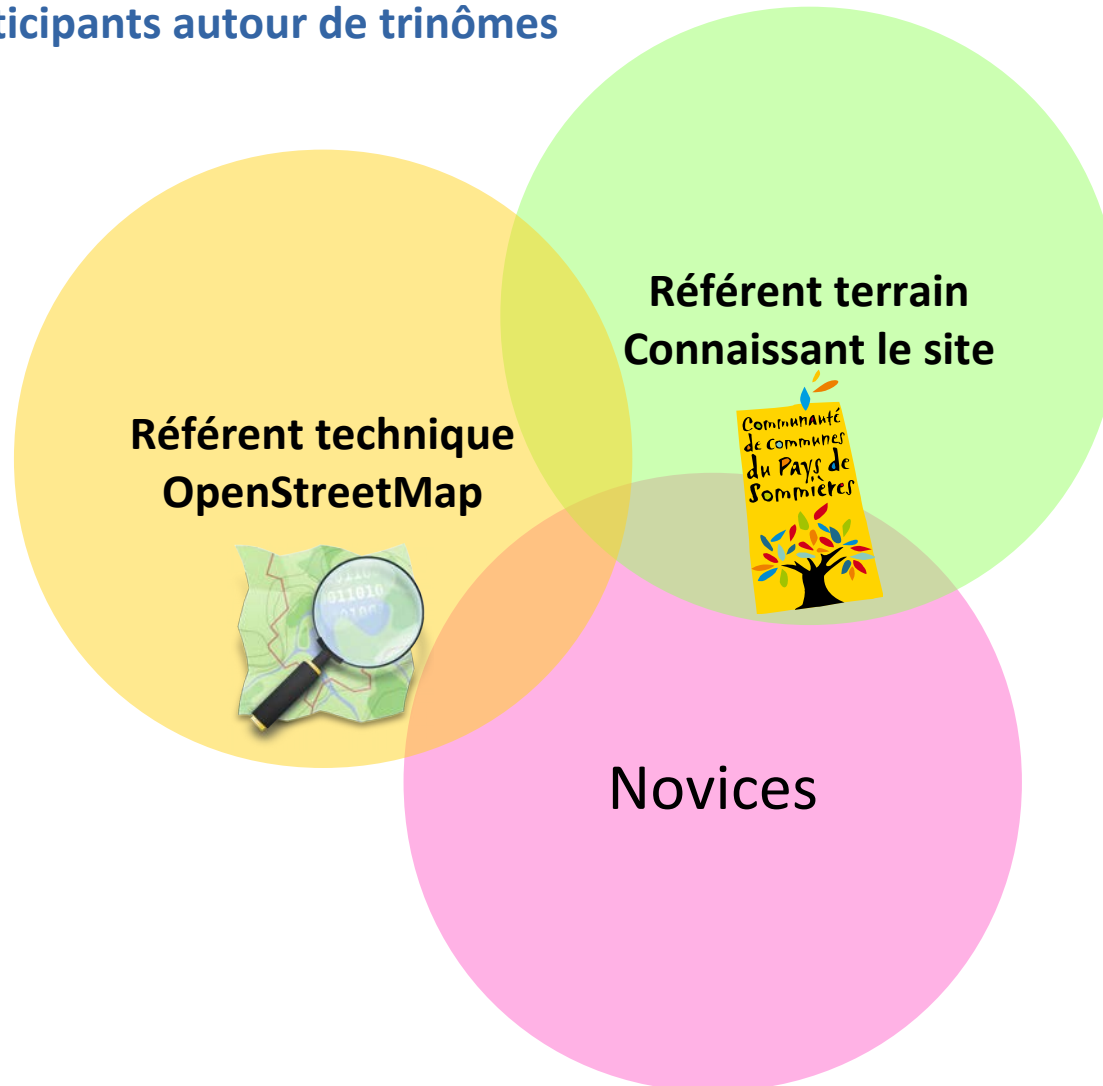 ticipants autour de trinômes
Référent terrain
Connaissant le site
Communauté
de communes
du Pays de
Sommières
Référent technique
OpenStreetMap
011010
Novices